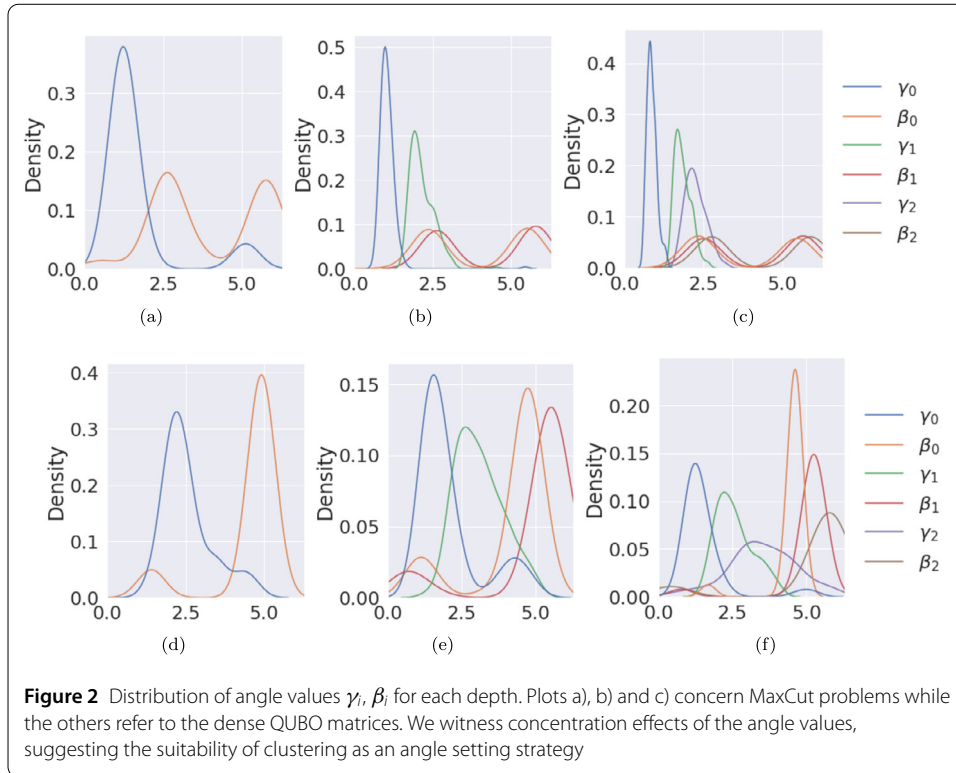 0.3
0.2
0.1
0.0
Density
0.0 2.5 5.0
(a)
0.5
0.4
0.3
0.2
0.1
0.0
Density
0.0 2.5 5.0
(b)
0.4
0.3
0.2
0.1
0.0
Density
0.0 2.5 5.0
(c)
γ₀
β₀
γ₁
β₁
γ₂
β₂
0.4
0.3
0.2
0.1
0.0
Density
0.0 2.5 5.0
(d)
0.15
0.10
0.05
0.00
Density
0.0 2.5 5.0
(e)
0.20
0.15
0.10
0.05
0.00
Density
0.0 2.5 5.0
(f)
γ₀
β₀
γ₁
β₁
γ₂
β₂
Figure 2 Distribution of angle values γᵢ, βᵢ for each depth. Plots a), b) and c) concern MaxCut problems while
the others refer to the dense QUBO matrices. We witness concentration effects of the angle values,
suggesting the suitability of clustering as an angle setting strategy